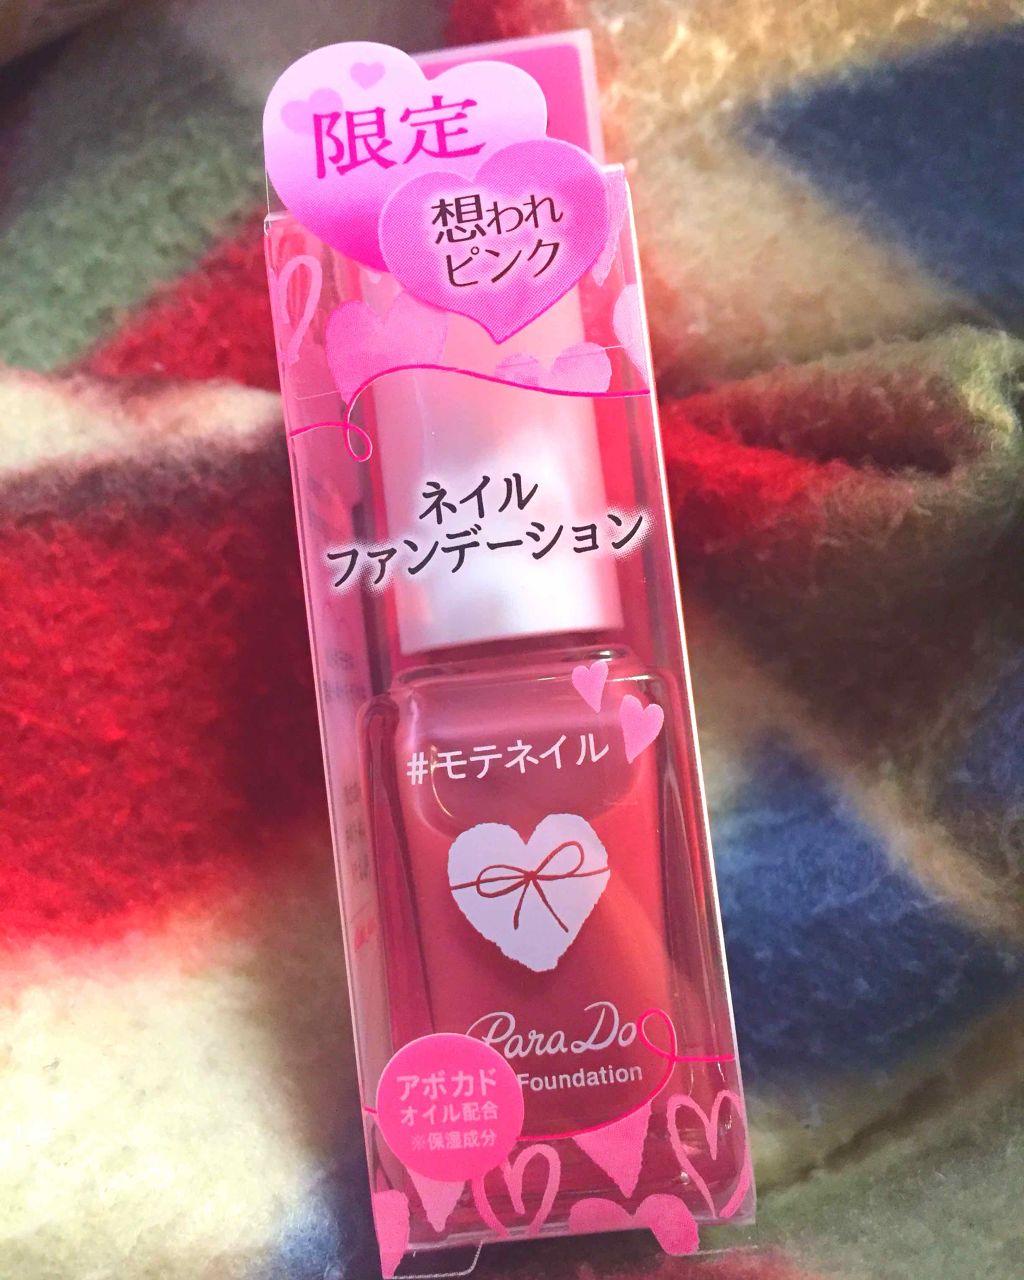 限定
想われ
ピンク
ネイル
ファンデーション
#モテネイル
Para Do
Foundation
アボカド
オイル配合
※保湿成分